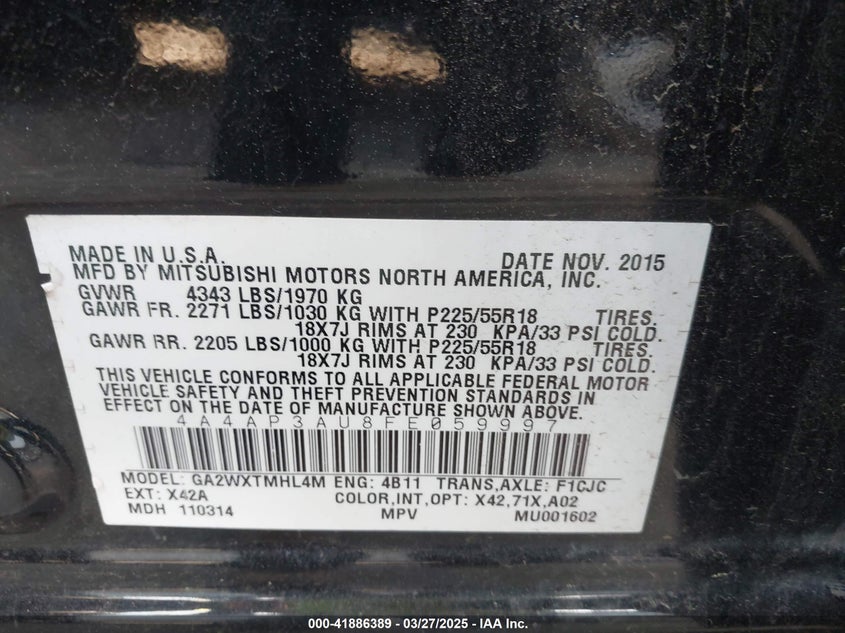 MADE IN U.S.A. DATE NOV. 2015
MFD BY MITSUBISHI MOTORS NORTH AMERICA, INC.
GVWR 4343 LBS/1970 KG
GAWR FR. 2271 LBS/1030 KG WITH P225/55R18 TIRES.
18X7J RIMS AT 230 KPA/33 PSI COLD.
GAWR RR. 2205 LBS/1000 KG WITH P225/55R18 TIRES.
18X7J RIMS AT 230 KPA/33 PSI COLD.
THIS VEHICLE CONFORMS TO ALL APPLICABLE FEDERAL MOTOR
VEHICLE SAFETY AND THEFT PREVENTION STANDARDS IN
EFFECT ON THE DATE OF MANUFACTURE SHOWN ABOVE.
4A4AP3AU8FE059997
MODEL: GA2WXTMHL4M ENG: 4B11 TRANS,AXLE: F1CJC
EXT: X42A COLOR,INT,OPT: X42,71X,A02
MDH 110314 MPV MU001602
000-41886389 - 03/27/2025 - © IAA Inc.